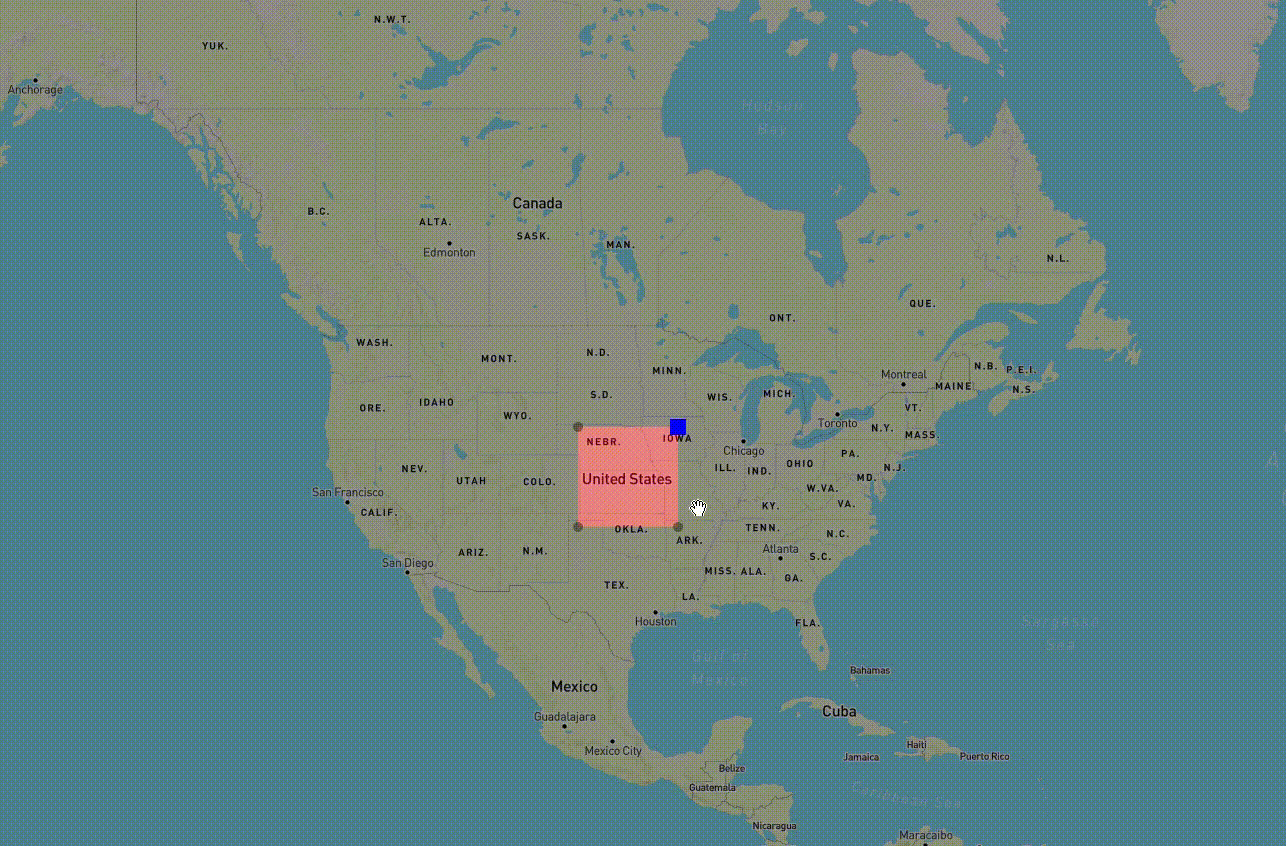 N.W.T.
YUK.
Anchorage
Hudson
Bay
Canada
B.C.
ALTA.
SASK.
MAN.
Edmonton
N.L.
QUE.
ONT.
WASH.
MONT.
N.D.
MINN.
N.B.
P.E.I.
Montreal
MAINE
N.S.
ORE.
IDAHO
WYO.
S.D.
WIS.
MICH.
VT.
Toronto
N.Y.
MASS.
NEBR.
IOWA
Chicago
PA.
NEV.
UTAH
COLO.
United States
ILL.
IND.
OHIO
N.J.
MD.
San Francisco
CALIF.
W.VA.
VA.
KY.
OKLA.
TENN.
N.C.
ARK.
ARIZ.
N.M.
Atlanta
S.C.
San Diego
TEX.
MISS.
ALA.
GA.
LA.
Houston
FLA.
Sargasso
Sea
Gulf of
Mexico
Bahamas
Mexico
Cuba
Guadalajara
Mexico City
Haiti
Jamaica
Puerto Rico
Belize
Guatemala
Caribbean Sea
Nicaragua
Maracaibo
A